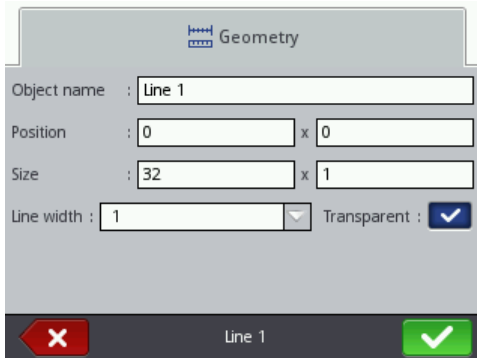 Geometry
Object name : Line 1
Position : 0 x 0
Size : 32 x 1
Line width : 1 Transparent :
Line 1